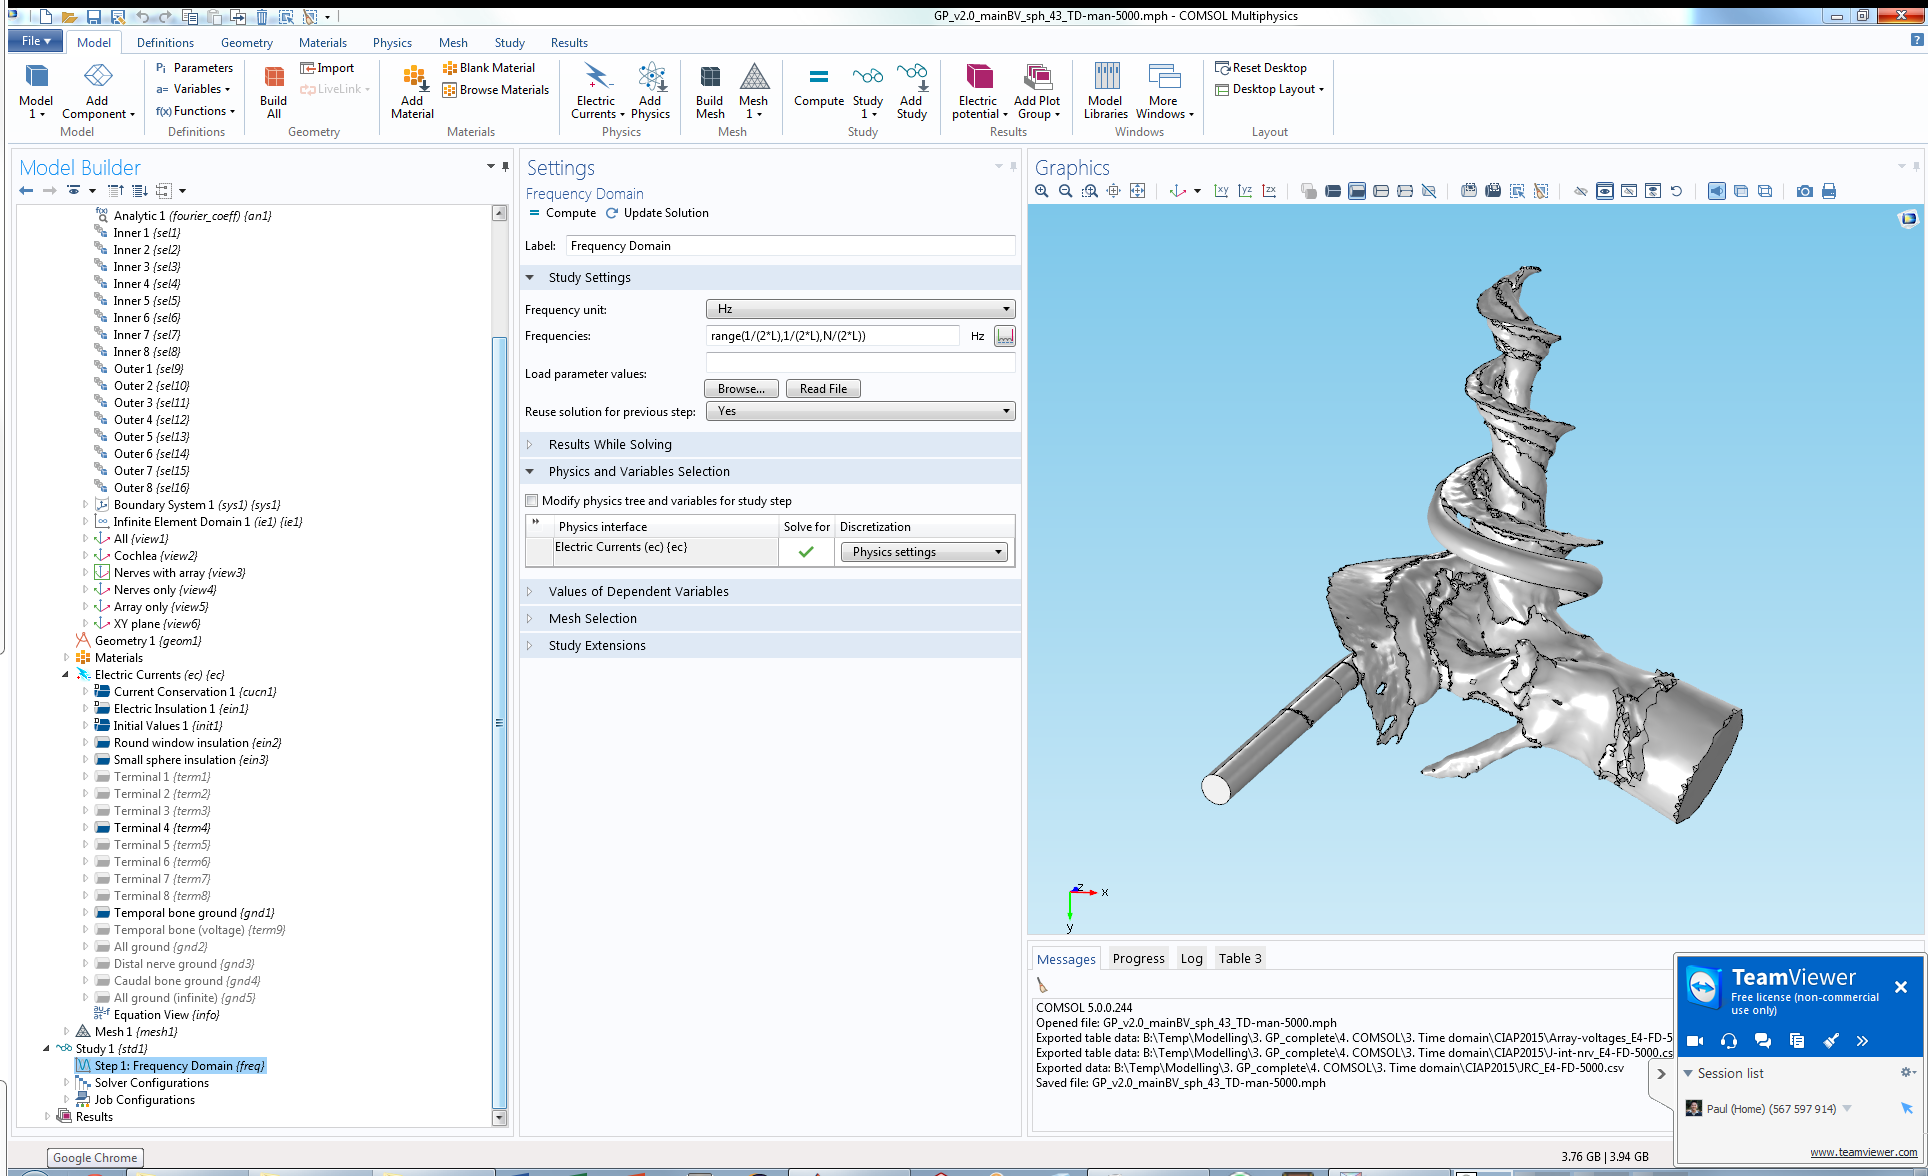 GP_v2.0_mainBV_sph_43_TD-man-5000.mph - COMSOL Multiphysics
File Model Definitions Geometry Materials Physics Mesh Study Results
Model 1
Add Component
Model
Pi Parameters
a= Variables
f(x) Functions
Definitions
Build All
Import
LiveLink
Geometry
Add Material
Blank Material
Browse Materials
Materials
Electric Currents
Add Physics
Physics
Build Mesh
Mesh 1
Mesh
Compute
Study 1
Add Study
Study
Electric potential
Add Plot Group
Results
Model Libraries
More Windows
Windows
Reset Desktop
Desktop Layout
Layout
Model Builder
Analytic 1 (fourier_coeff) {an1}
Inner 1 {sel1}
Inner 2 {sel2}
Inner 3 {sel3}
Inner 4 {sel4}
Inner 5 {sel5}
Inner 6 {sel6}
Inner 7 {sel7}
Inner 8 {sel8}
Outer 1 {sel9}
Outer 2 {sel10}
Outer 3 {sel11}
Outer 4 {sel12}
Outer 5 {sel13}
Outer 6 {sel14}
Outer 7 {sel15}
Outer 8 {sel16}
Boundary System 1 (sys1) {sys1}
Infinite Element Domain 1 (ie1) {ie1}
All {view1}
Cochlea {view2}
Nerves with array {view3}
Nerves only {view4}
Array only {view5}
XY plane {view6}
Geometry 1 {geom1}
Materials
Electric Currents (ec) {ec}
Current Conservation 1 {cucn1}
Electric Insulation 1 {ein1}
Initial Values 1 {init1}
Round window insulation {ein2}
Small sphere insulation {ein3}
Terminal 1 {term1}
Terminal 2 {term2}
Terminal 3 {term3}
Terminal 4 {term4}
Terminal 5 {term5}
Terminal 6 {term6}
Terminal 7 {term7}
Terminal 8 {term8}
Temporal bone ground {gnd1}
Temporal bone (voltage) {term9}
All ground {gnd2}
Distal nerve ground {gnd3}
Caudal bone ground {gnd4}
All ground (infinite) {gnd5}
Equation View {info}
Mesh 1 {mesh1}
Study 1 {std1}
Step 1: Frequency Domain {freq}
Solver Configurations
Job Configurations
Results
Settings
Frequency Domain
Compute Update Solution
Label: Frequency Domain
Study Settings
Frequency unit: Hz
Frequencies: range(1/(2*L),1/(2*L),N/(2*L)) Hz
Load parameter values:
Browse... Read File
Reuse solution for previous step: Yes
Results While Solving
Physics and Variables Selection
Modify physics tree and variables for study step
Physics interface Solve for Discretization
Electric Currents (ec) {ec} Physics settings
Values of Dependent Variables
Mesh Selection
Study Extensions
Graphics
xy yz zx
z x
y
Messages Progress Log Table 3
COMSOL 5.0.0.244
Opened file: GP_v2.0_mainBV_sph_43_TD-man-5000.mph
Exported table data: B:\Temp\Modelling\3. GP_complete\4. COMSOL\3. Time domain\CIAP2015\Array-voltages_E4-FD-5
Exported table data: B:\Temp\Modelling\3. GP_complete\4. COMSOL\3. Time domain\CIAP2015\J-int-nrv_E4-FD-5000.cs
Exported data: B:\Temp\Modelling\3. GP_complete\4. COMSOL\3. Time domain\CIAP2015\JRC_E4-FD-5000.csv
Saved file: GP_v2.0_mainBV_sph_43_TD-man-5000.mph
TeamViewer
Free license (non-commercial use only)
Session list
Paul (Home) (567 597 914)
www.teamviewer.com
Google Chrome
3.76 GB | 3.94 GB